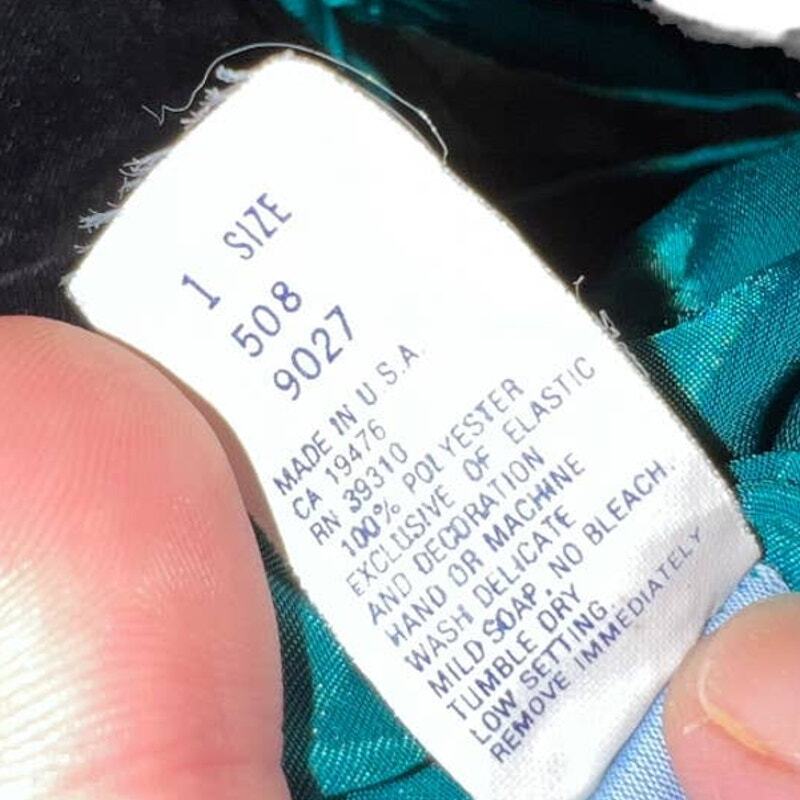 1 SIZE
508
9027
MADE IN U.S.A.
CA 19476
RN 39310
100% POLYESTER
EXCLUSIVE OF ELASTIC
AND DECORATION
HAND OR MACHINE
WASH DELICATE
MILD SOAP, NO BLEACH.
TUMBLE DRY
LOW SETTING.
REMOVE IMMEDIATELY